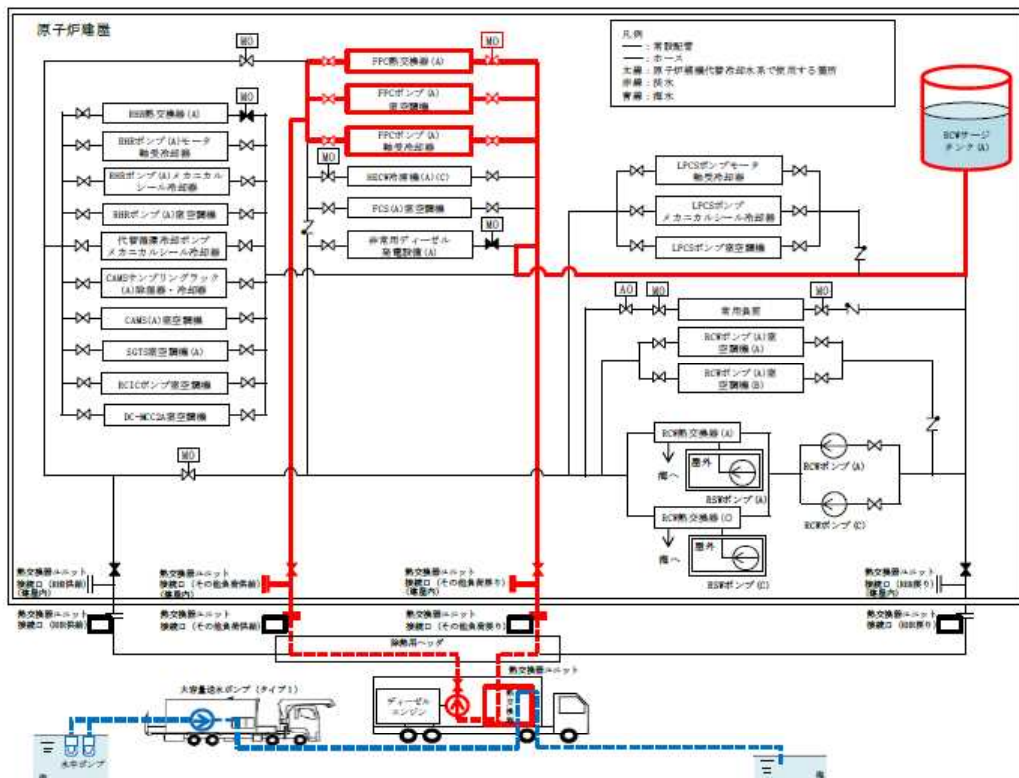 原子炉建屋
凡例
――：常設配管
――：ホース
太線：原子炉補機代替冷却水系で使用する箇所
赤線：淡水
青線：海水
MO
MO
FPC熱交換器(A)
FPCポンプ(A)
室空調機
FPCポンプ(A)
軸受冷却器
MO
HECW冷凍機(A)(C)
FCS(A)室空調機
MO
非常用ディーゼル
発電設備(A)
MO
RHR熱交換器(A)
RHRポンプ(A)モータ
軸受冷却器
RHRポンプ(A)メカニカル
シール冷却器
RHRポンプ(A)室空調機
代替循環冷却ポンプ
メカニカルシール冷却器
CAMSサンプリングラック
(A)除湿器・冷却器
CAMS(A)室空調機
SGTS室空調機(A)
RCICポンプ室空調機
DC-MCC2A室空調機
MO
RCWサージ
タンク(A)
LPCSポンプモータ
軸受冷却器
LPCSポンプ
メカニカルシール冷却器
LPCSポンプ室空調機
AO
MO
常用負荷
MO
RCWポンプ(A)室
空調機(A)
RCWポンプ(A)室
空調機(B)
RCW熱交換器(A)
海へ
屋外
RSWポンプ(A)
RCW熱交換器(C)
海へ
屋外
RSWポンプ(C)
RCWポンプ(A)
RCWポンプ(C)
熱交換器ユニット
接続口(RHR供給)
(建屋内)
熱交換器ユニット
接続口(その他負荷供給)
(建屋内)
熱交換器ユニット
接続口(その他負荷戻り)
(建屋内)
熱交換器ユニット
接続口(RHR戻り)
(建屋内)
熱交換器ユニット
接続口(RHR供給)
熱交換器ユニット
接続口(その他負荷供給)
熱交換器ユニット
接続口(その他負荷戻り)
熱交換器ユニット
接続口(RHR戻り)
除熱用ヘッダ
熱交換器ユニット
大容量送水ポンプ(タイプⅠ)
ディーゼル
エンジン
熱交換器
水中ポンプ
海
海